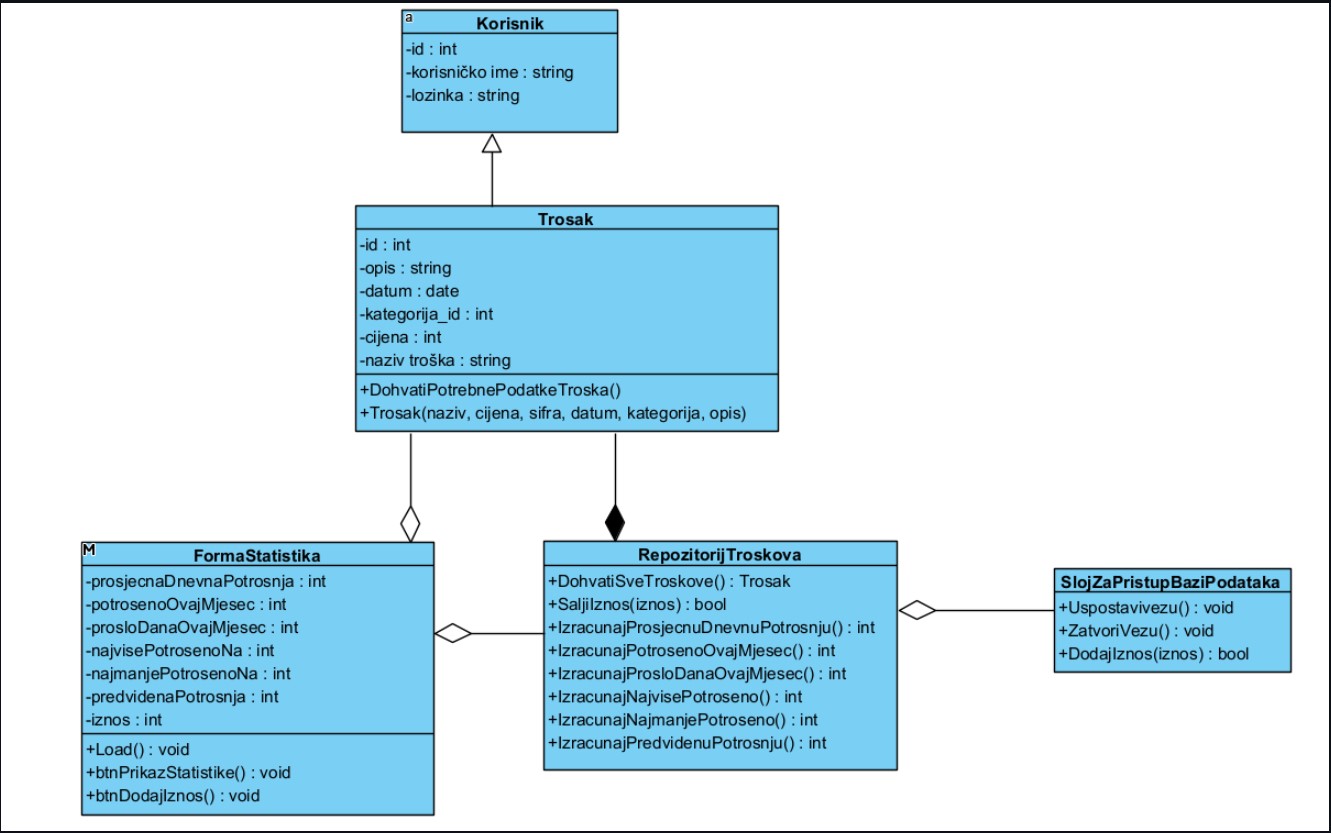 a
Korisnik
-id : int
-korisničko ime : string
-lozinka : string
Trosak
-id : int
-opis : string
-datum : date
-kategorija_id : int
-cijena : int
-naziv troška : string
+DohvatiPotrebnePodatkeTroska()
+Trosak(naziv, cijena, sifra, datum, kategorija, opis)
M
FormaStatistika
-prosjecnaDnevnaPotrosnja : int
-potrosenoOvajMjesec : int
-prosloDanaOvajMjesec : int
-najvisePotrosenoNa : int
-najmanjePotrosenoNa : int
-predvidenaPotrosnja : int
-iznos : int
+Load() : void
+btnPrikazStatistike() : void
+btnDodajIznos() : void
RepozitorijTroskova
+DohvatiSveTroskove() : Trosak
+SaljiIznos(iznos) : bool
+IzracunajProsjecnuDnevnuPotrosnju() : int
+IzracunajPotrosenoOvajMjesec() : int
+IzracunajProsloDanaOvajMjesec() : int
+IzracunajNajvisePotroseno() : int
+IzracunajNajmanjePotroseno() : int
+IzracunajPredvidenuPotrosnju() : int
SlojZaPristupBaziPodataka
+Uspostavivezu() : void
+ZatvoriVezu() : void
+DodajIznos(iznos) : bool